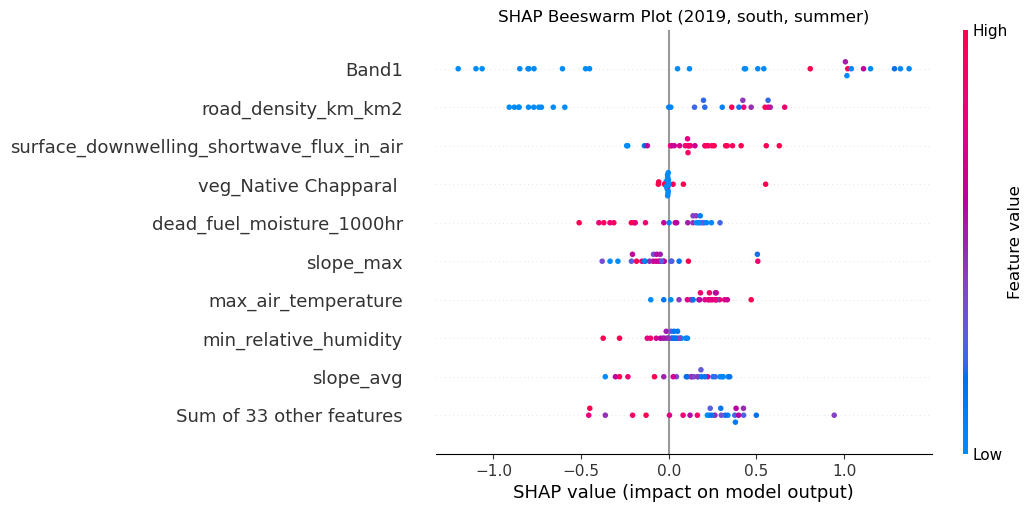 SHAP Beeswarm Plot (2019, south, summer)
High
Band1
road_density_km_km2
surface_downwelling_shortwave_flux_in_air
veg_Native Chapparal
dead_fuel_moisture_1000hr
slope_max
max_air_temperature
min_relative_humidity
slope_avg
Sum of 33 other features
Feature value
Low
−1.0 −0.5 0.0 0.5 1.0
SHAP value (impact on model output)